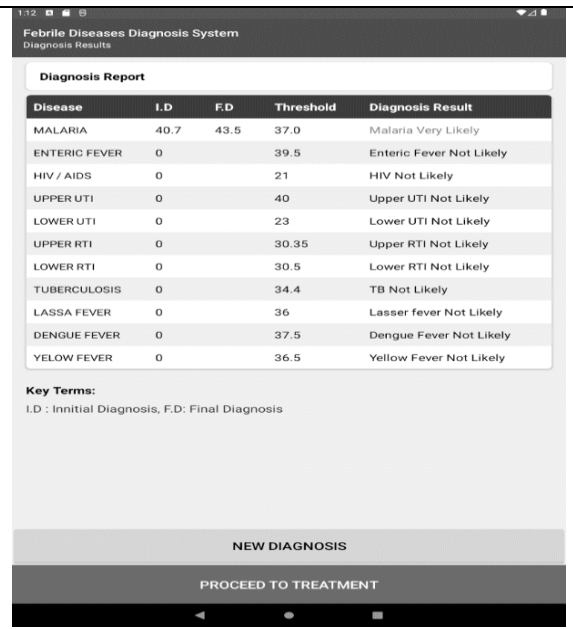 1:12
Febrile Diseases Diagnosis System
Diagnosis Results
Diagnosis Report
Disease I.D F.D Threshold Diagnosis Result
MALARIA 40.7 43.5 37.0 Malaria Very Likely
ENTERIC FEVER 0 39.5 Enteric Fever Not Likely
HIV / AIDS 0 21 HIV Not Likely
UPPER UTI 0 40 Upper UTI Not Likely
LOWER UTI 0 23 Lower UTI Not Likely
UPPER RTI 0 30.35 Upper RTI Not Likely
LOWER RTI 0 30.5 Lower RTI Not Likely
TUBERCULOSIS 0 34.4 TB Not Likely
LASSA FEVER 0 36 Lasser fever Not Likely
DENGUE FEVER 0 37.5 Dengue Fever Not Likely
YELOW FEVER 0 36.5 Yellow Fever Not Likely
Key Terms:
I.D : Innitial Diagnosis, F.D: Final Diagnosis
NEW DIAGNOSIS
PROCEED TO TREATMENT